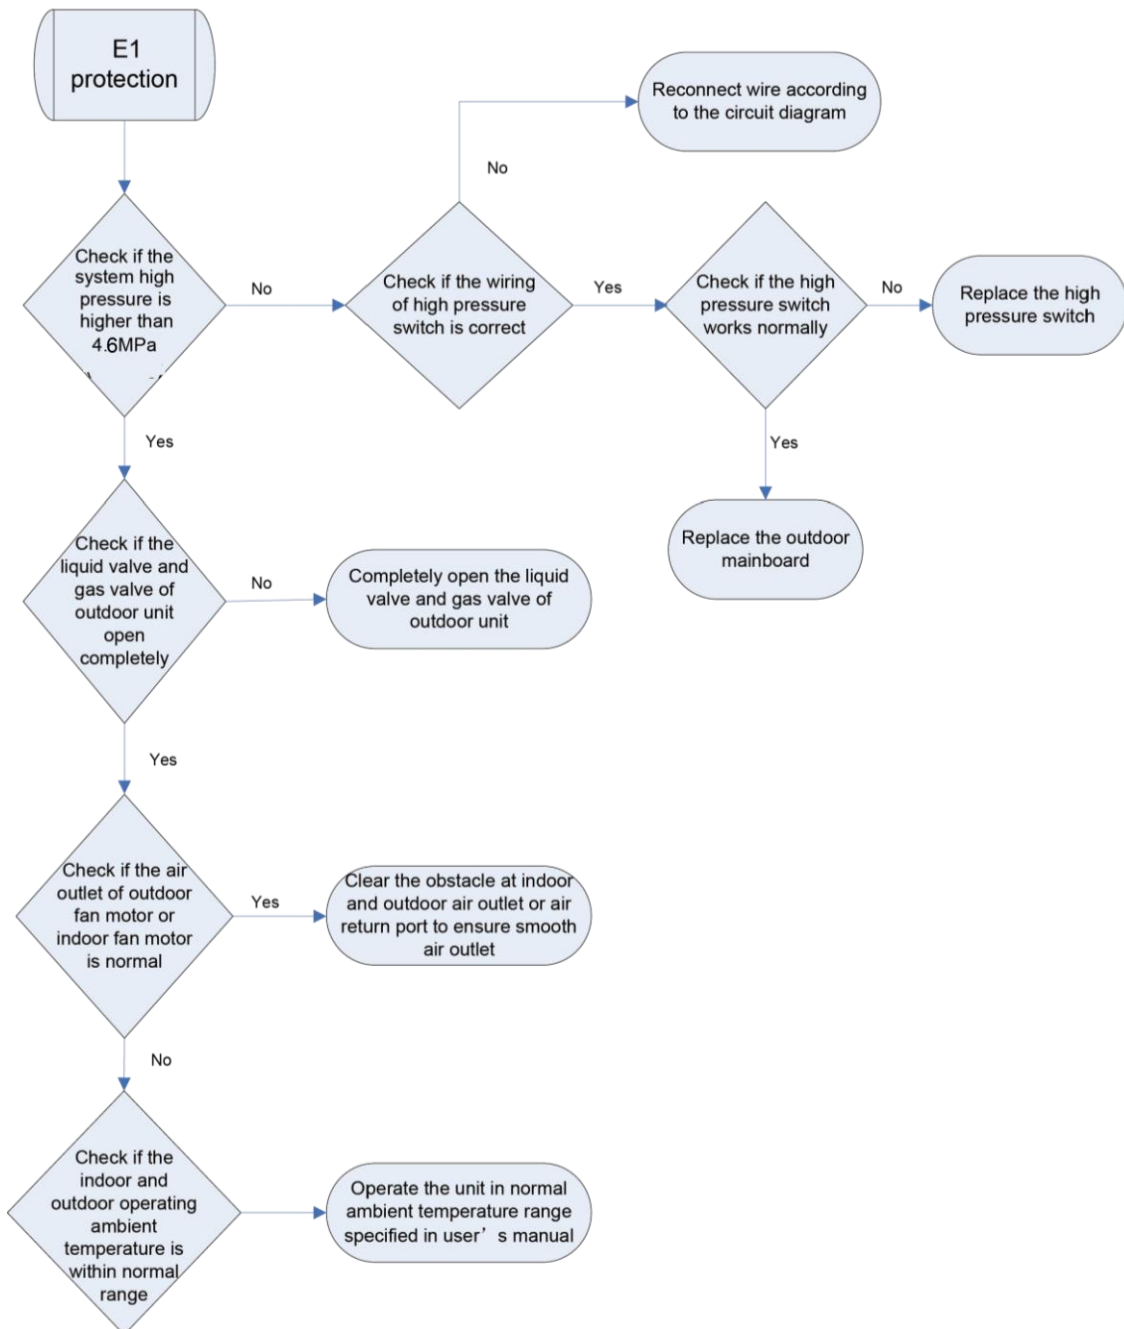 E1
protection
Reconnect wire according
to the circuit diagram
No
Check if the
system high
pressure is
higher than
4.6MPa
No
Check if the wiring
of high pressure
switch is correct
Yes
Check if the high
pressure switch
works normally
No
Replace the high
pressure switch
Yes
Yes
Replace the outdoor
mainboard
Check if the
liquid valve and
gas valve of
outdoor unit
open
completely
No
Completely open the liquid
valve and gas valve of
outdoor unit
Yes
Check if the air
outlet of outdoor
fan motor or
indoor fan motor
is normal
Yes
Clear the obstacle at indoor
and outdoor air outlet or air
return port to ensure smooth
air outlet
No
Check if the
indoor and
outdoor operating
ambient
temperature is
within normal
range
Operate the unit in normal
ambient temperature range
specified in user’s manual